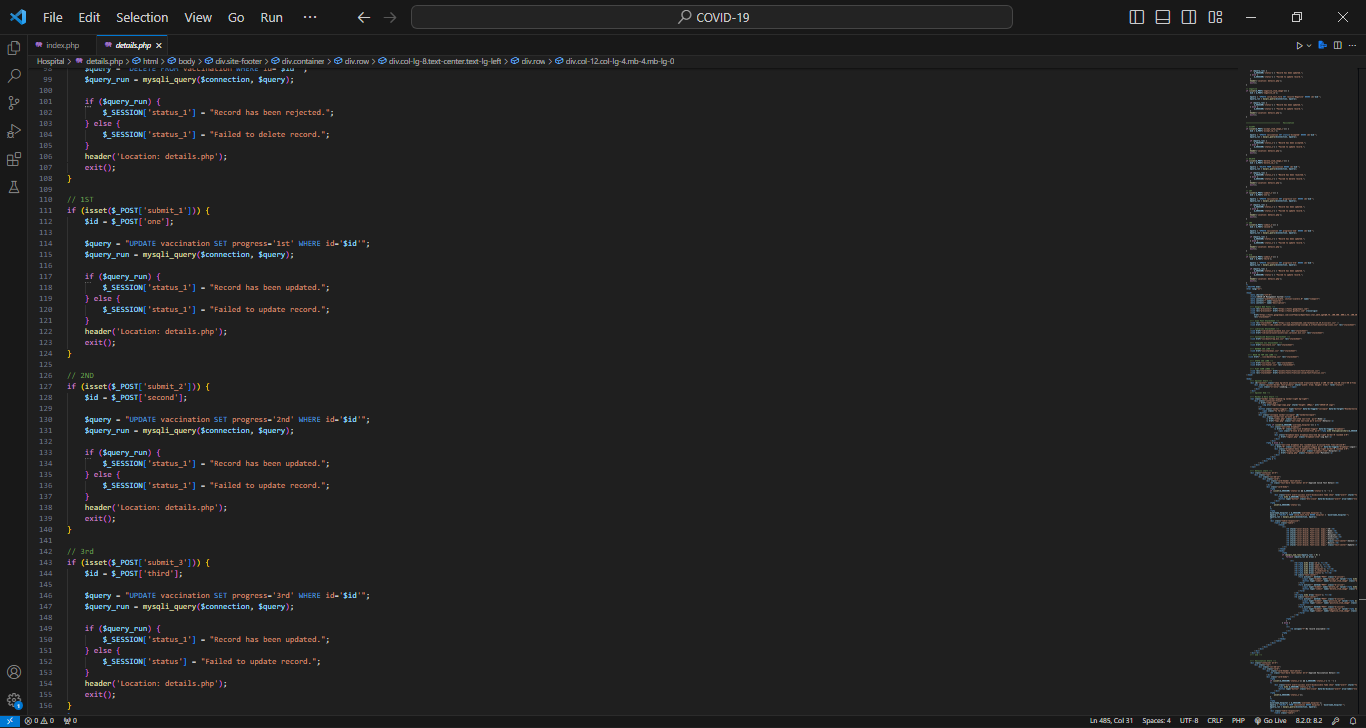 File Edit Selection View Go Run ··· COVID-19
index.php details.php
Hospital > details.php > html > body > div.site-footer > div.container > div.row > div.col-lg-8.text-center.text-lg-left > div.row > div.col-12.col-lg-4.mb-4.mb-lg-0
98 $query = "DELETE FROM vaccination WHERE id='$id'";
99 $query_run = mysqli_query($connection, $query);
100
101 if ($query_run) {
102 $_SESSION['status_1'] = "Record has been rejected.";
103 } else {
104 $_SESSION['status_1'] = "Failed to delete record.";
105 }
106 header('Location: details.php');
107 exit();
108 }
109
110 // 1ST
111 if (isset($_POST['submit_1'])) {
112 $id = $_POST['one'];
113
114 $query = "UPDATE vaccination SET progress='1st' WHERE id='$id'";
115 $query_run = mysqli_query($connection, $query);
116
117 if ($query_run) {
118 $_SESSION['status_1'] = "Record has been updated.";
119 } else {
120 $_SESSION['status_1'] = "Failed to update record.";
121 }
122 header('Location: details.php');
123 exit();
124 }
125
126 // 2ND
127 if (isset($_POST['submit_2'])) {
128 $id = $_POST['second'];
129
130 $query = "UPDATE vaccination SET progress='2nd' WHERE id='$id'";
131 $query_run = mysqli_query($connection, $query);
132
133 if ($query_run) {
134 $_SESSION['status_1'] = "Record has been updated.";
135 } else {
136 $_SESSION['status_1'] = "Failed to update record.";
137 }
138 header('Location: details.php');
139 exit();
140 }
141
142 // 3rd
143 if (isset($_POST['submit_3'])) {
144 $id = $_POST['third'];
145
146 $query = "UPDATE vaccination SET progress='3rd' WHERE id='$id'";
147 $query_run = mysqli_query($connection, $query);
148
149 if ($query_run) {
150 $_SESSION['status_1'] = "Record has been updated.";
151 } else {
152 $_SESSION['status'] = "Failed to update record.";
153 }
154 header('Location: details.php');
155 exit();
156 }
0 0 0 Ln 485, Col 31 Spaces: 4 UTF-8 CRLF PHP Go Live 8.2.0: 8.2